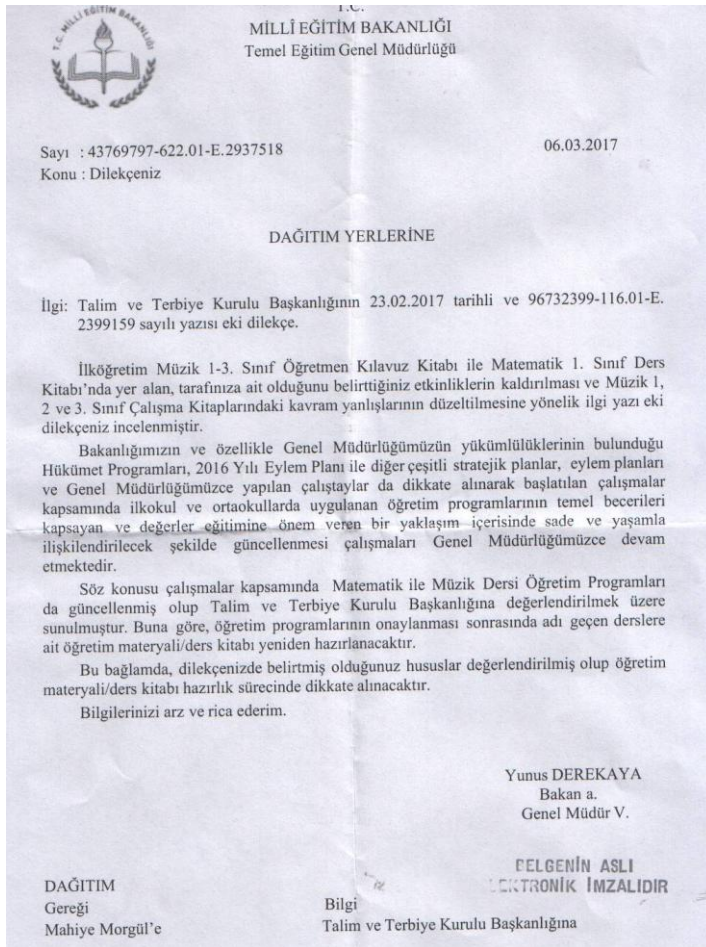 T.C.
T.C. MİLLİ EĞİTİM BAKANLIĞI
MİLLÎ EĞİTİM BAKANLIĞI
Temel Eğitim Genel Müdürlüğü
Sayı : 43769797-622.01-E.2937518
06.03.2017
Konu : Dilekçeniz
DAĞITIM YERLERİNE
İlgi: Talim ve Terbiye Kurulu Başkanlığının 23.02.2017 tarihli ve 96732399-116.01-E.
2399159 sayılı yazısı eki dilekçe.
İlköğretim Müzik 1-3. Sınıf Öğretmen Kılavuz Kitabı ile Matematik 1. Sınıf Ders
Kitabı'nda yer alan, tarafınıza ait olduğunu belirttiğiniz etkinliklerin kaldırılması ve Müzik 1,
2 ve 3. Sınıf Çalışma Kitaplarındaki kavram yanlışlarının düzeltilmesine yönelik ilgi yazı eki
dilekçeniz incelenmiştir.
Bakanlığımızın ve özellikle Genel Müdürlüğümüzün yükümlülüklerinin bulunduğu
Hükümet Programları, 2016 Yılı Eylem Planı ile diğer çeşitli stratejik planlar, eylem planları
ve Genel Müdürlüğümüzce yapılan çalıştaylar da dikkate alınarak başlatılan çalışmalar
kapsamında ilkokul ve ortaokullarda uygulanan öğretim programlarının temel becerileri
kapsayan ve değerler eğitimine önem veren bir yaklaşım içerisinde sade ve yaşamla
ilişkilendirilecek şekilde güncellenmesi çalışmaları Genel Müdürlüğümüzce devam
etmektedir.
Söz konusu çalışmalar kapsamında Matematik ile Müzik Dersi Öğretim Programları
da güncellenmiş olup Talim ve Terbiye Kurulu Başkanlığına değerlendirilmek üzere
sunulmuştur. Buna göre, öğretim programlarının onaylanması sonrasında adı geçen derslere
ait öğretim materyali/ders kitabı yeniden hazırlanacaktır.
Bu bağlamda, dilekçenizde belirtmiş olduğunuz hususlar değerlendirilmiş olup öğretim
materyali/ders kitabı hazırlık sürecinde dikkate alınacaktır.
Bilgilerinizi arz ve rica ederim.
Yunus DEREKAYA
Bakan a.
Genel Müdür V.
BELGENİN ASLI
ELEKTRONİK İMZALIDIR
DAĞITIM
Gereği
Bilgi
Mahiye Morgül'e
Talim ve Terbiye Kurulu Başkanlığına